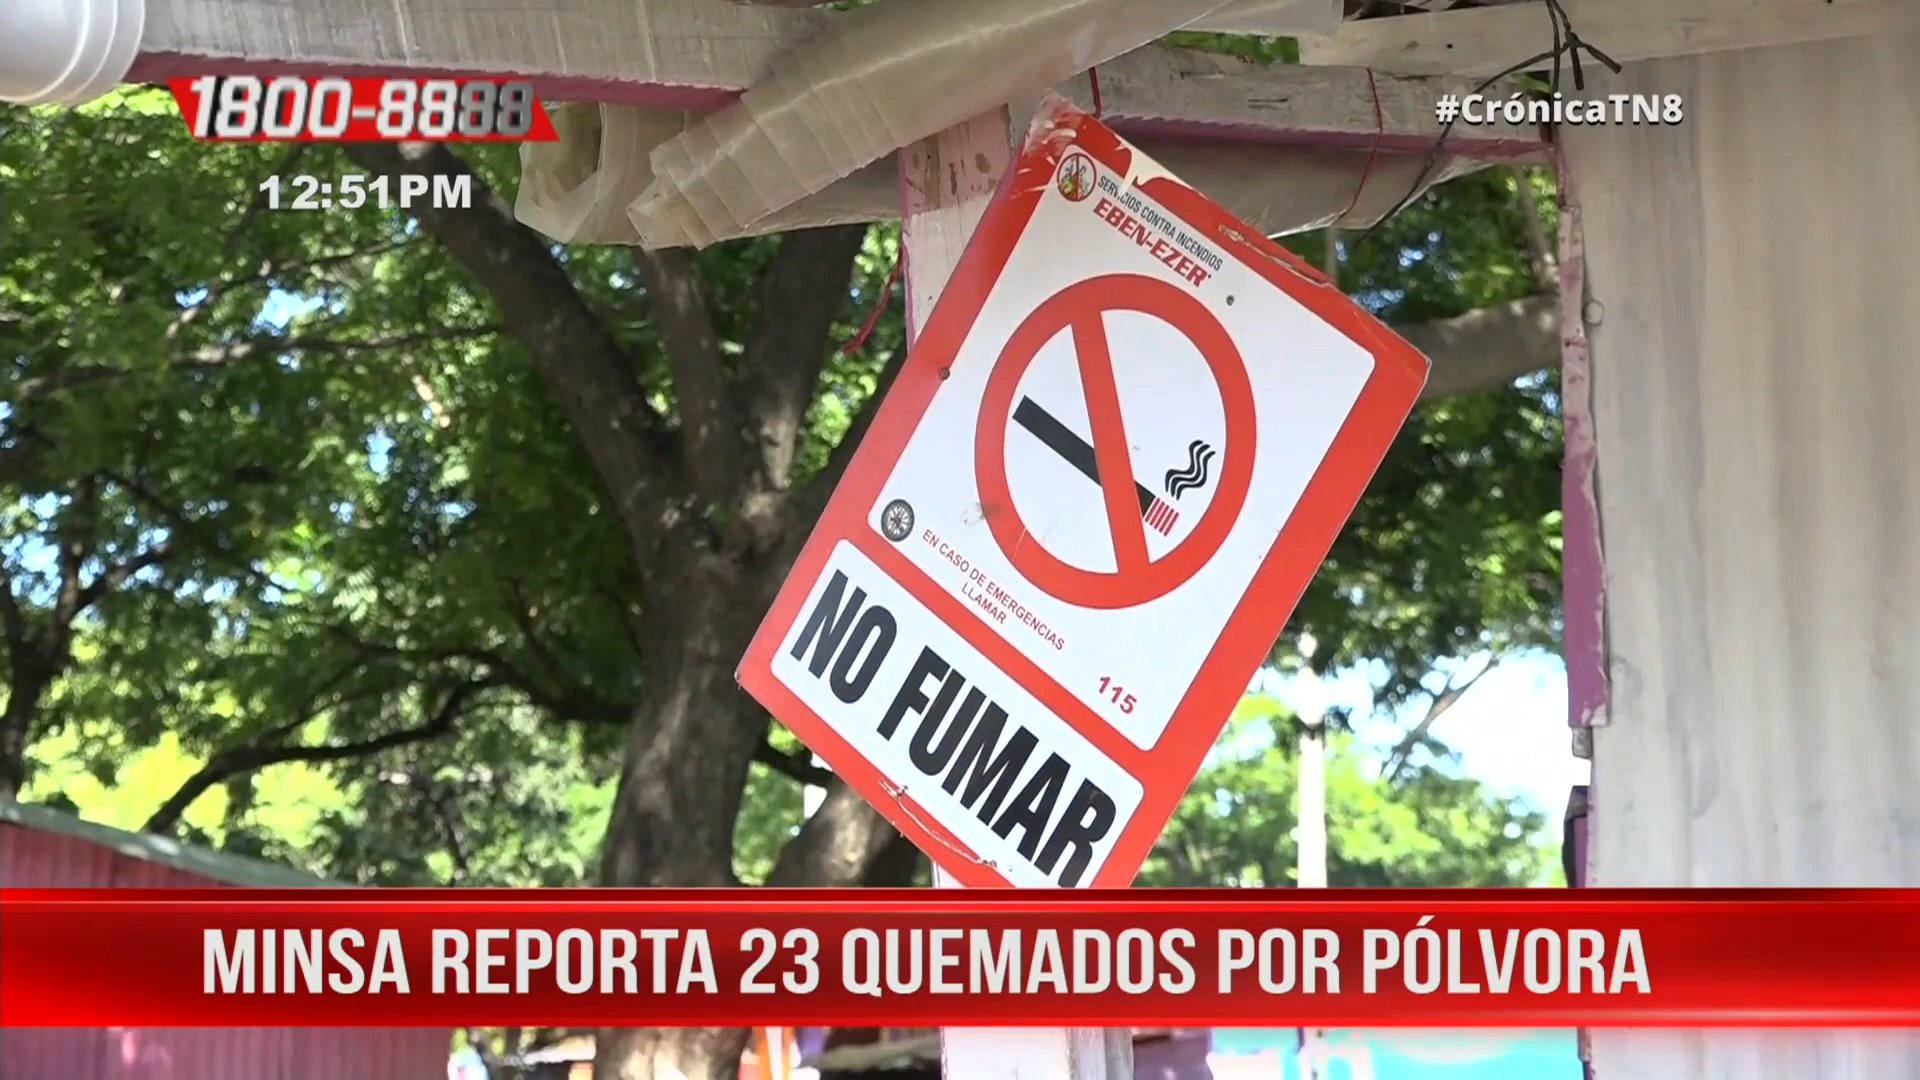 1800-8888
12:51PM
#CrónicaTN8
SERVICIOS CONTRA INCENDIOS
EBEN-EZER
EN CASO DE EMERGENCIAS
LLAMAR
115
NO FUMAR
MINSA REPORTA 23 QUEMADOS POR PÓLVORA